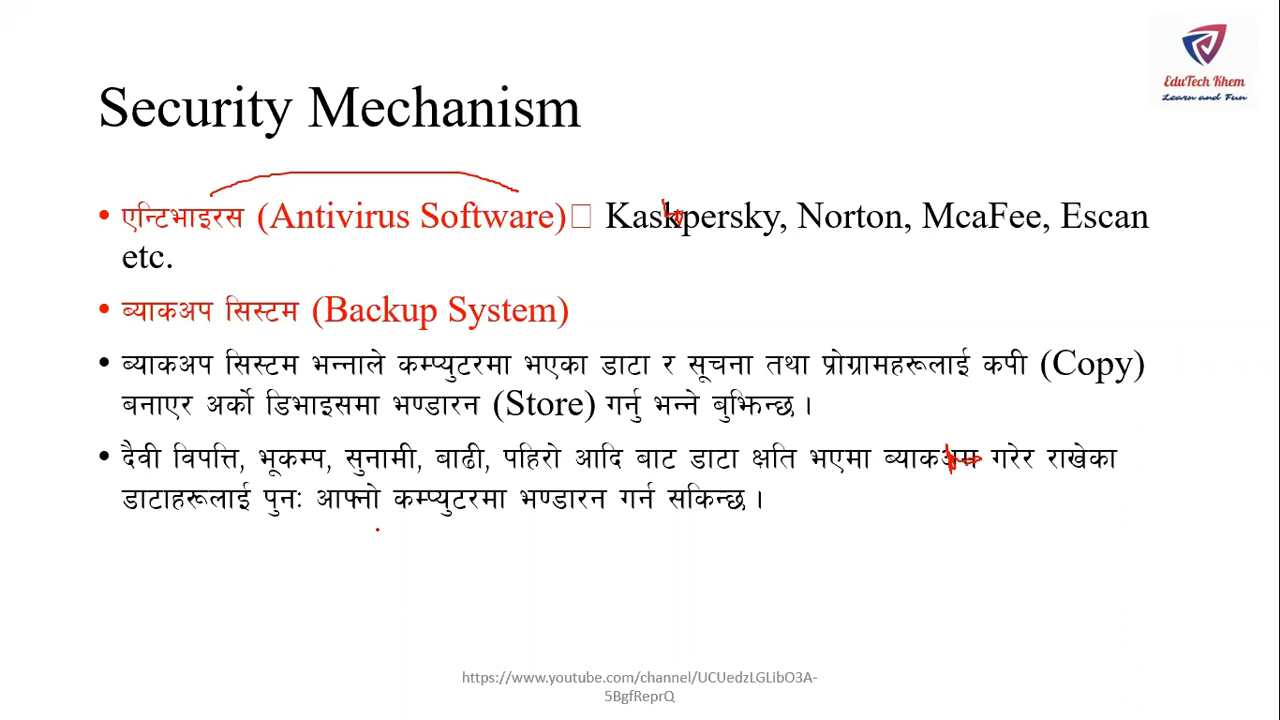 EduTech Khem
Learn and Fun
Security Mechanism
• एन्टिभाइरस (Antivirus Software)□ Kaskpersky, Norton, McaFee, Escan
etc.
• ब्याकअप सिस्टम (Backup System)
• ब्याकअप सिस्टम भन्नाले कम्प्युटरमा भएका डाटा र सूचना तथा प्रोग्रामहरूलाई कपी (Copy)
बनाएर अर्को डिभाइसमा भण्डारन (Store) गर्नु भन्ने बुझिन्छ ।
• दैवी विपत्ति, भूकम्प, सुनामी, बाढी, पहिरो आदि बाट डाटा क्षति भएमा गरेर राखेका
डाटाहरूलाई पुनः आफ्नो कम्प्युटरमा भण्डारन गर्न सकिन्छ ।
https://www.youtube.com/channel/UCUedzLGLibO3A-
5BgfReprQ